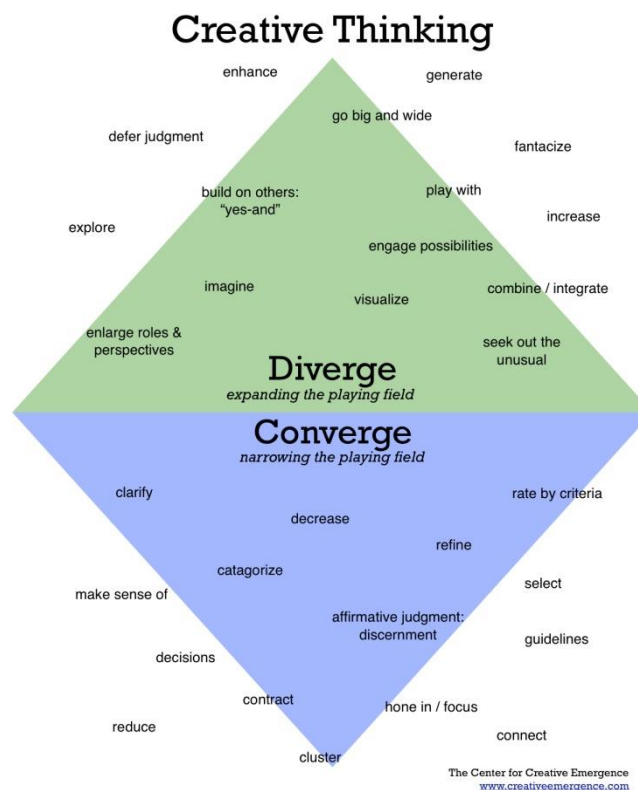 Creative Thinking
enhance
generate
go big and wide
defer judgment
fantacize
build on others:
"yes-and"
play with
increase
explore
engage possibilities
imagine
visualize
combine / integrate
enlarge roles &
perspectives
seek out the
unusual
Diverge
expanding the playing field
Converge
narrowing the playing field
clarify
rate by criteria
decrease
refine
catagorize
select
make sense of
affirmative judgment:
discernment
guidelines
decisions
contract
hone in / focus
reduce
connect
cluster
The Center for Creative Emergence
www.creativeemergence.com